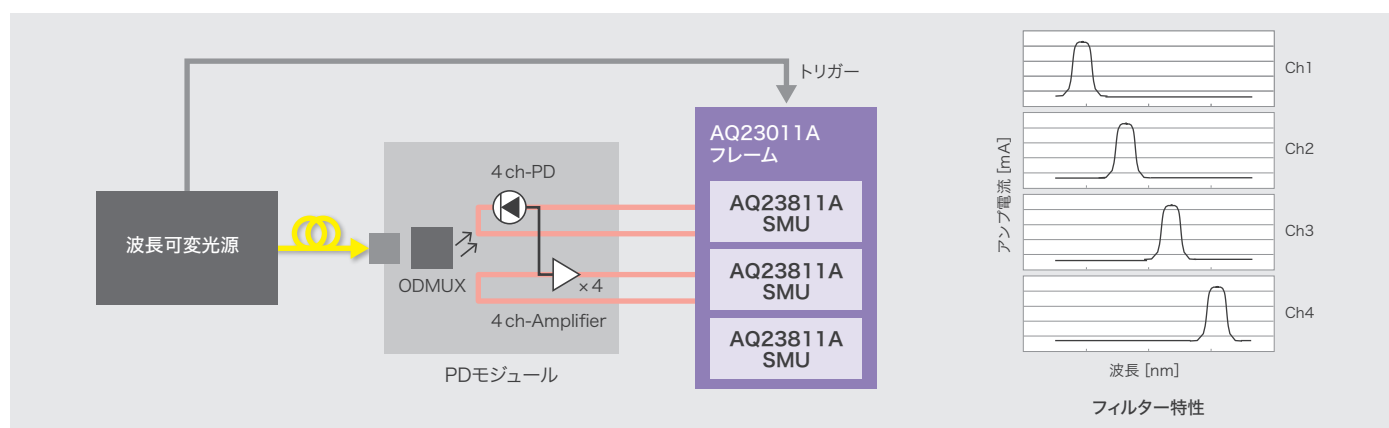 トリガー
AQ23011A
フレーム
4ch-PD
AQ23811A
SMU
波長可変光源
ODMUX
×4
AQ23811A
SMU
4ch-Amplifier
AQ23811A
SMU
PDモジュール
Ch1
Ch2
アンプ電流 [mA]
Ch3
Ch4
波長 [nm]
フィルター特性